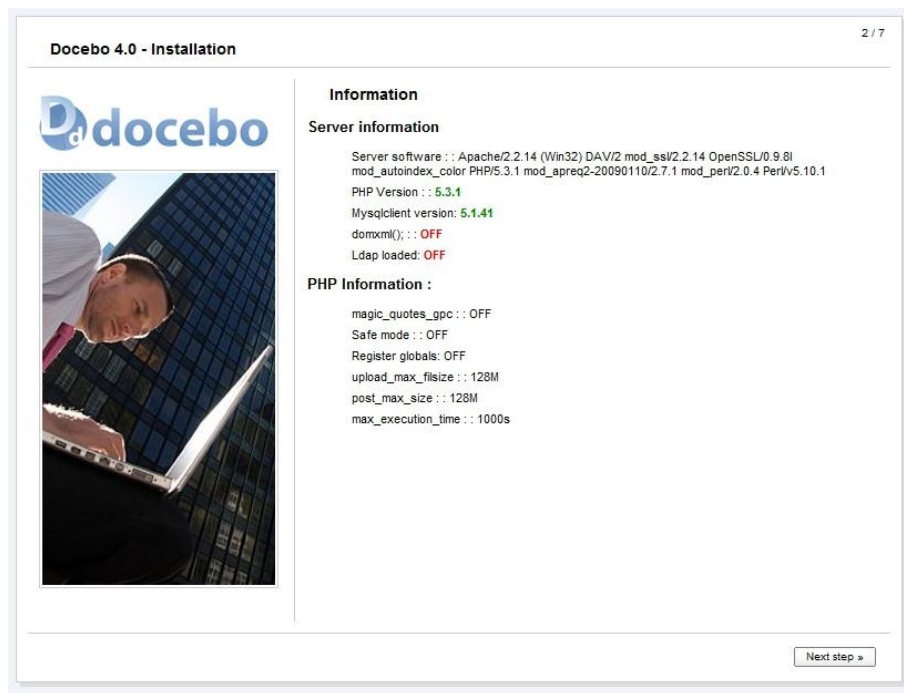 2 / 7
Docebo 4.0 - Installation
Dd docebo
Information
Server information
Server software : : Apache/2.2.14 (Win32) DAV/2 mod_ssl/2.2.14 OpenSSL/0.9.8l
mod_autoindex_color PHP/5.3.1 mod_apreq2-20090110/2.7.1 mod_perl/2.0.4 Perl/v5.10.1
PHP Version : : 5.3.1
Mysqlclient version: 5.1.41
domxml(); : : OFF
Ldap loaded: OFF
PHP Information :
magic_quotes_gpc : : OFF
Safe mode : : OFF
Register globals: OFF
upload_max_filsize : : 128M
post_max_size : : 128M
max_execution_time : : 1000s
Next step »